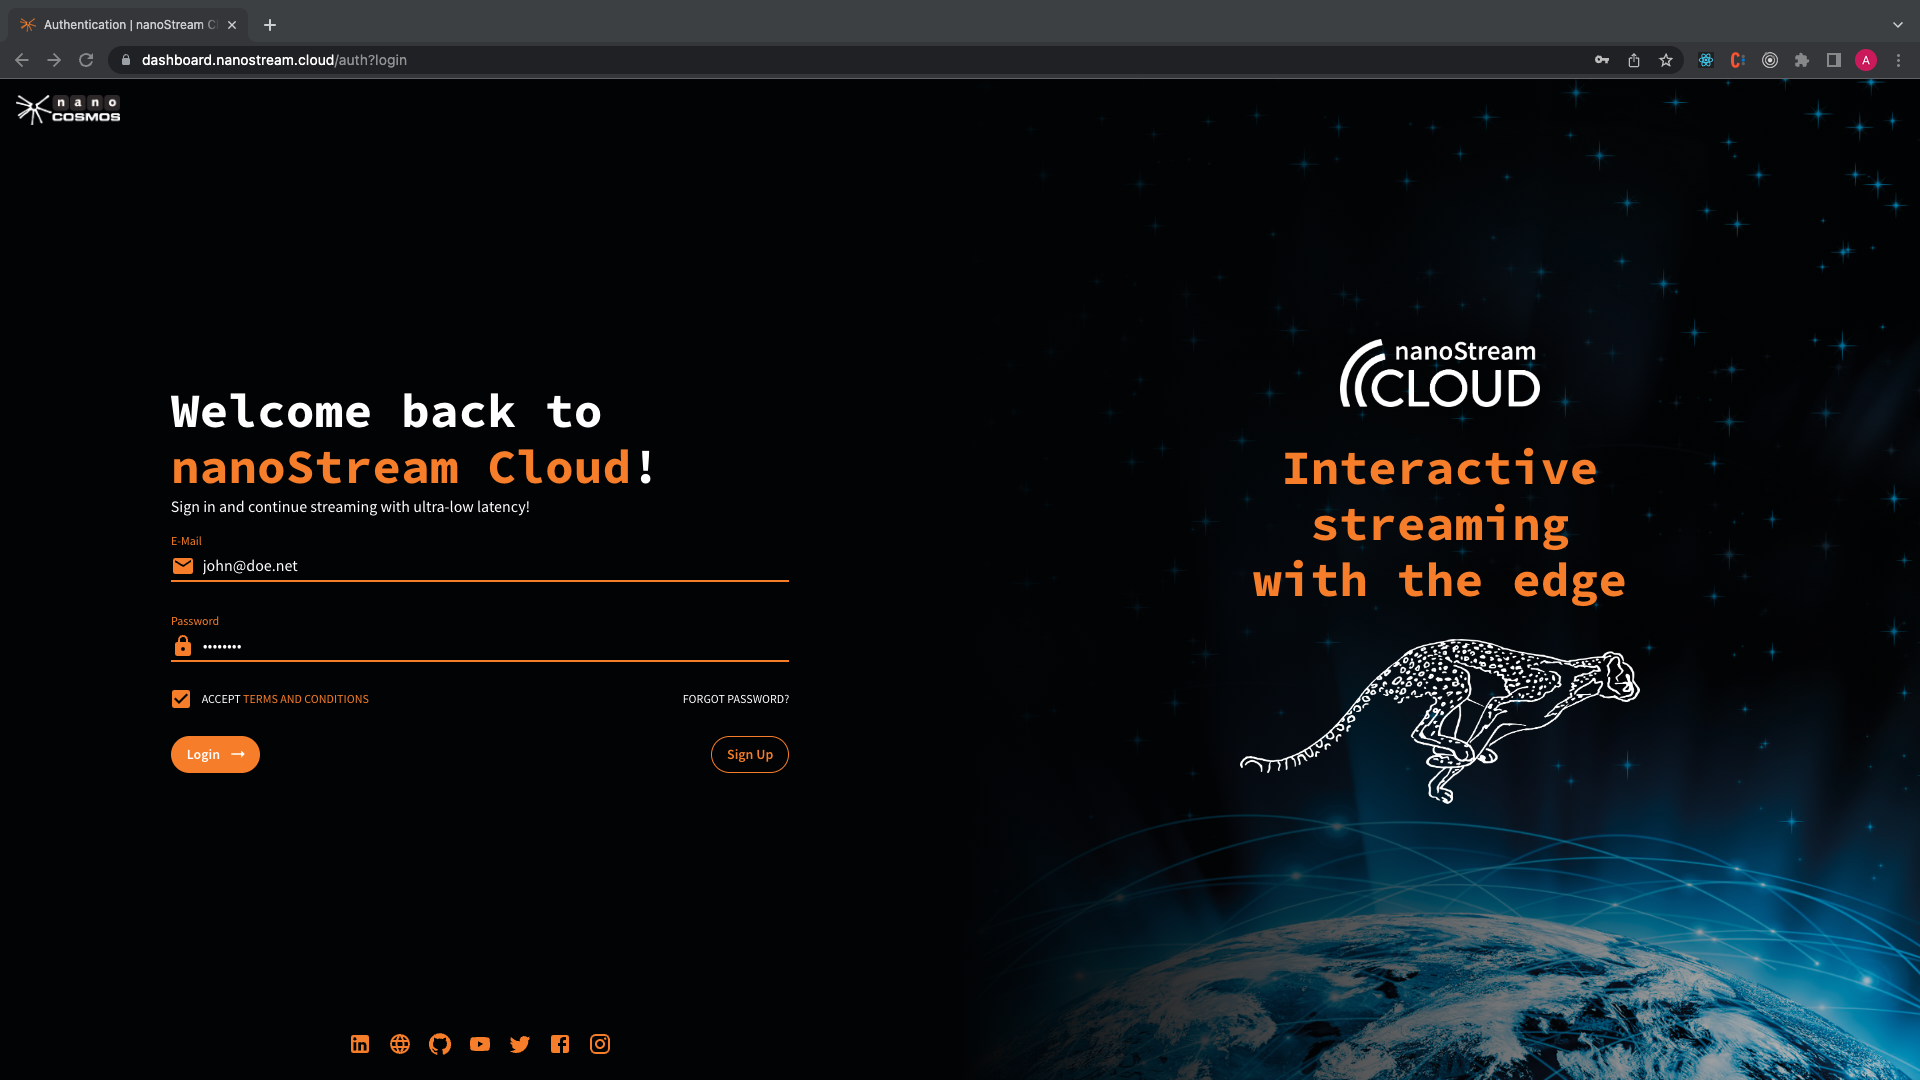 Authentication | nanoStream C
dashboard.nanostream.cloud/auth?login
A
nano
COSMOS
Welcome back to
nanoStream Cloud!
Sign in and continue streaming with ultra-low latency!
E-Mail
john@doe.net
Password
••••••••
ACCEPT TERMS AND CONDITIONS
FORGOT PASSWORD?
Login →
Sign Up
nanoStream
CLOUD
Interactive
streaming
with the edge